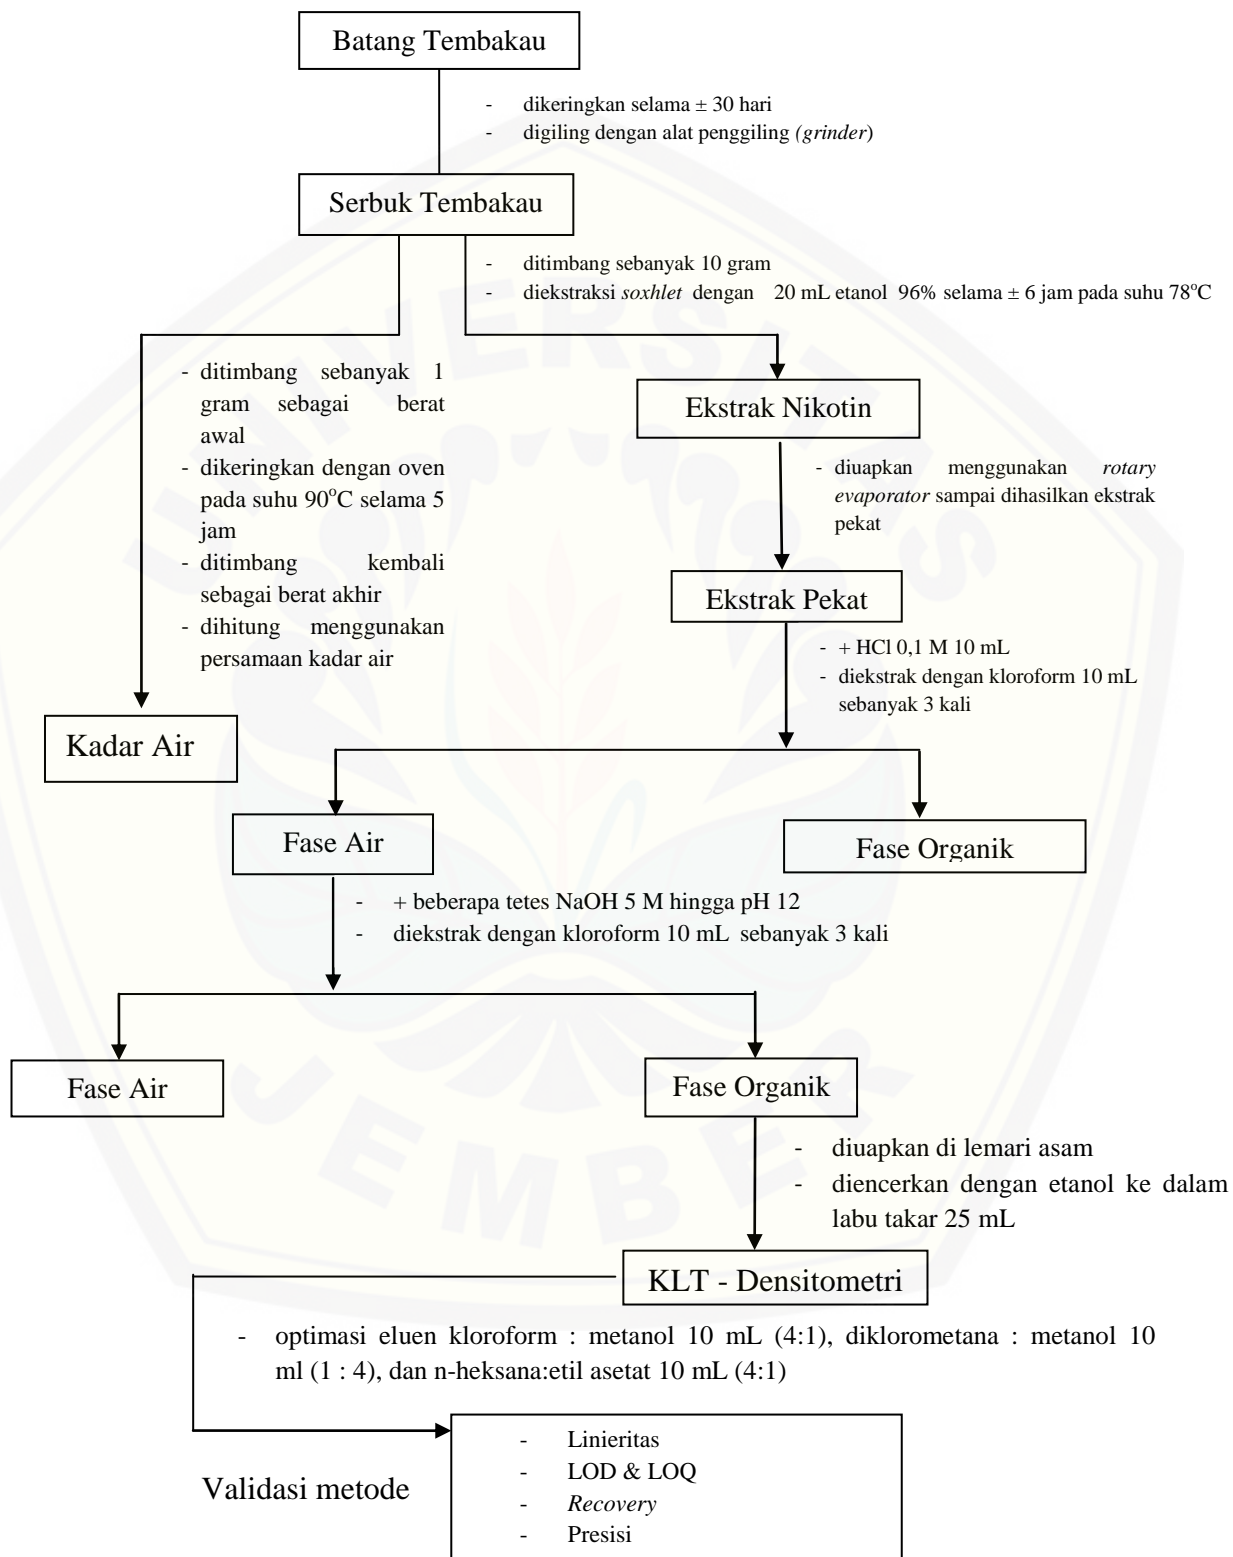 Batang Tembakau
- dikeringkan selama ± 30 hari
- digiling dengan alat penggiling (grinder)
Serbuk Tembakau
- ditimbang sebanyak 10 gram
- diekstraksi soxhlet dengan 20 mL etanol 96% selama ± 6 jam pada suhu 78°C
- ditimbang sebanyak 1
gram sebagai berat
awal
- dikeringkan dengan oven
pada suhu 90°C selama 5
jam
- ditimbang kembali
sebagai berat akhir
- dihitung menggunakan
persamaan kadar air
Kadar Air
Ekstrak Nikotin
- diuapkan menggunakan rotary
evaporator sampai dihasilkan ekstrak
pekat
Ekstrak Pekat
- + HCl 0,1 M 10 mL
- diekstrak dengan kloroform 10 mL
sebanyak 3 kali
Fase Air
Fase Organik
- + beberapa tetes NaOH 5 M hingga pH 12
- diekstrak dengan kloroform 10 mL sebanyak 3 kali
Fase Air
Fase Organik
- diuapkan di lemari asam
- diencerkan dengan etanol ke dalam
labu takar 25 mL
KLT - Densitometri
- optimasi eluen kloroform : metanol 10 mL (4:1), diklorometana : metanol 10
ml (1 : 4), dan n-heksana:etil asetat 10 mL (4:1)
Validasi metode
- Linieritas
- LOD & LOQ
- Recovery
- Presisi
UNIVERSITAS
JEMBER